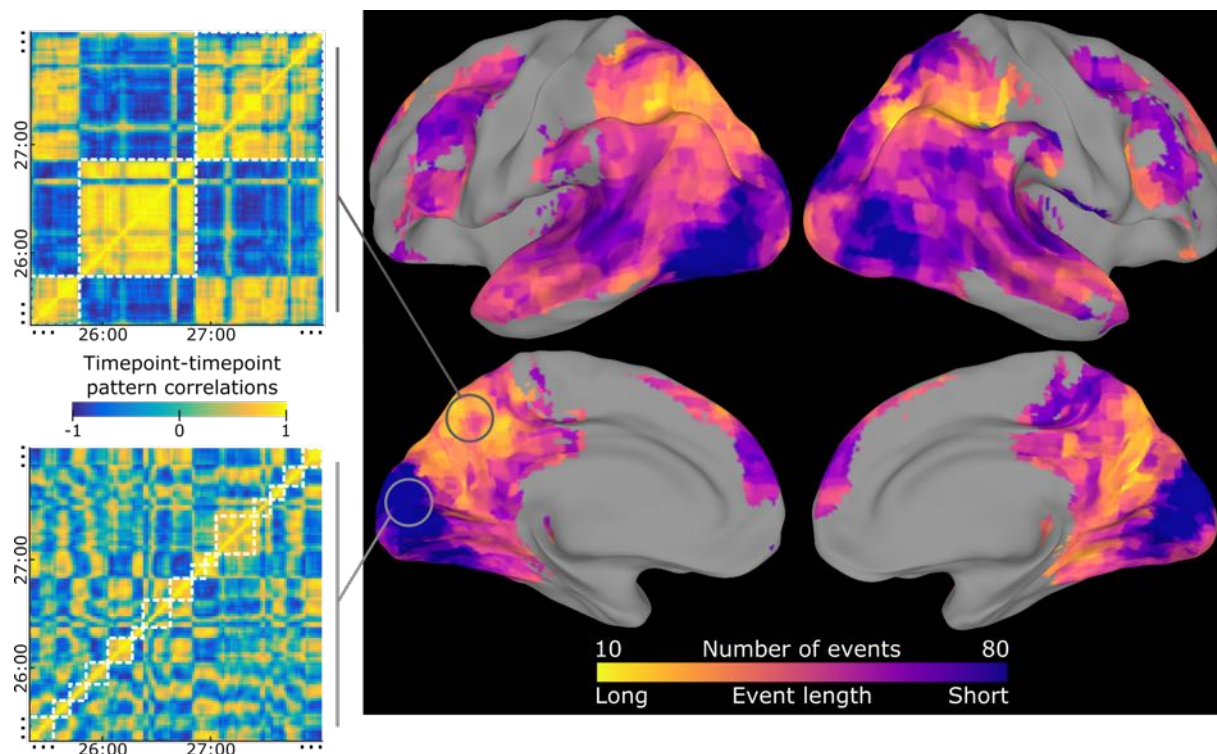 27:00
26:00
... 26:00 27:00 ...
Timepoint-timepoint
pattern correlations
-1 0 1
27:00
26:00
... 26:00 27:00 ...
10 Number of events 80
Long Event length Short